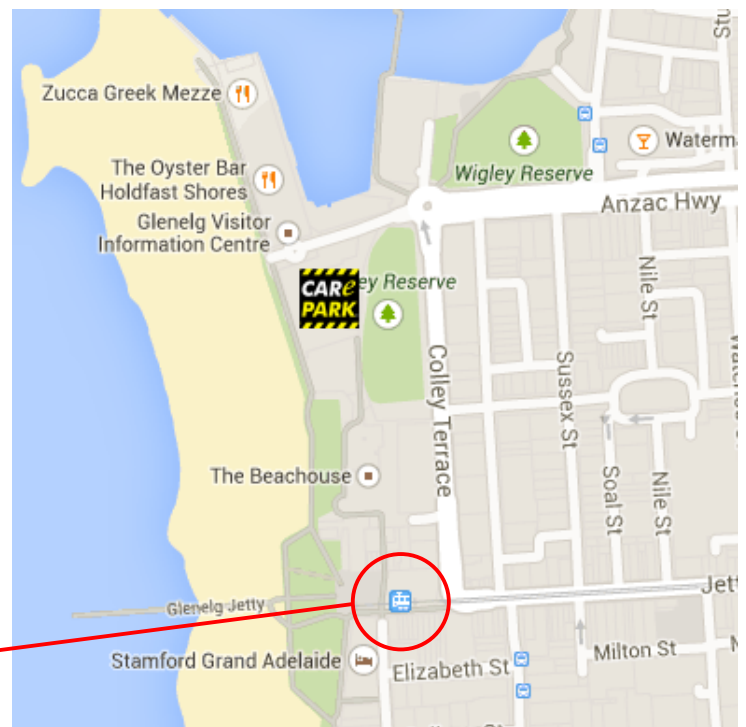 Zucca Greek Mezze
The Oyster Bar
Holdfast Shores
Glenelg Visitor
Information Centre
Wigley Reserve
Anzac Hwy
CARe
PARK
ey Reserve
Nile St
Colley Terrace
Sussex St
The Beachouse
Soal St
Nile St
Glenelg Jetty
Jett
Stamford Grand Adelaide
Elizabeth St
Milton St